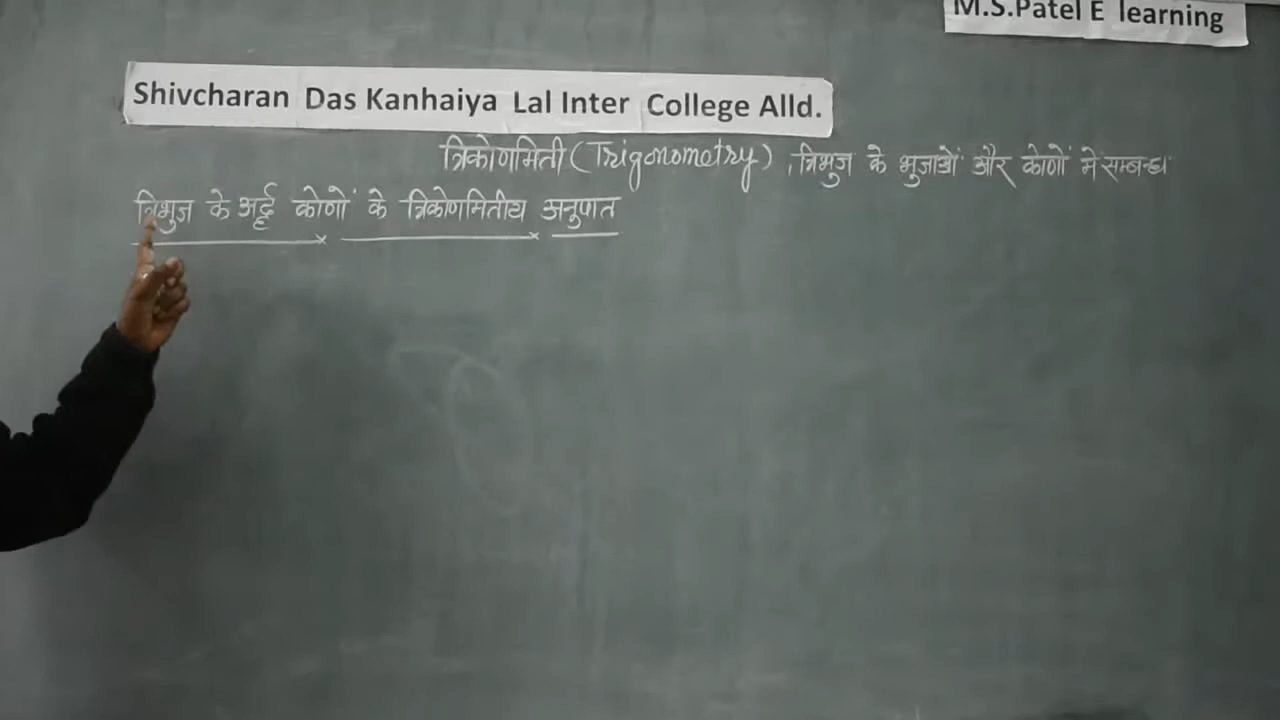 M.S.Patel E learning
Shivcharan Das Kanhaiya Lal Inter College Alld.
त्रिकोणमिती (Trigonometry), त्रिभुज के भुजाओं और कोणों में सम्बन्ध
त्रिभुज के अर्द्ध कोणों के त्रिकोणमितीय अनुपात